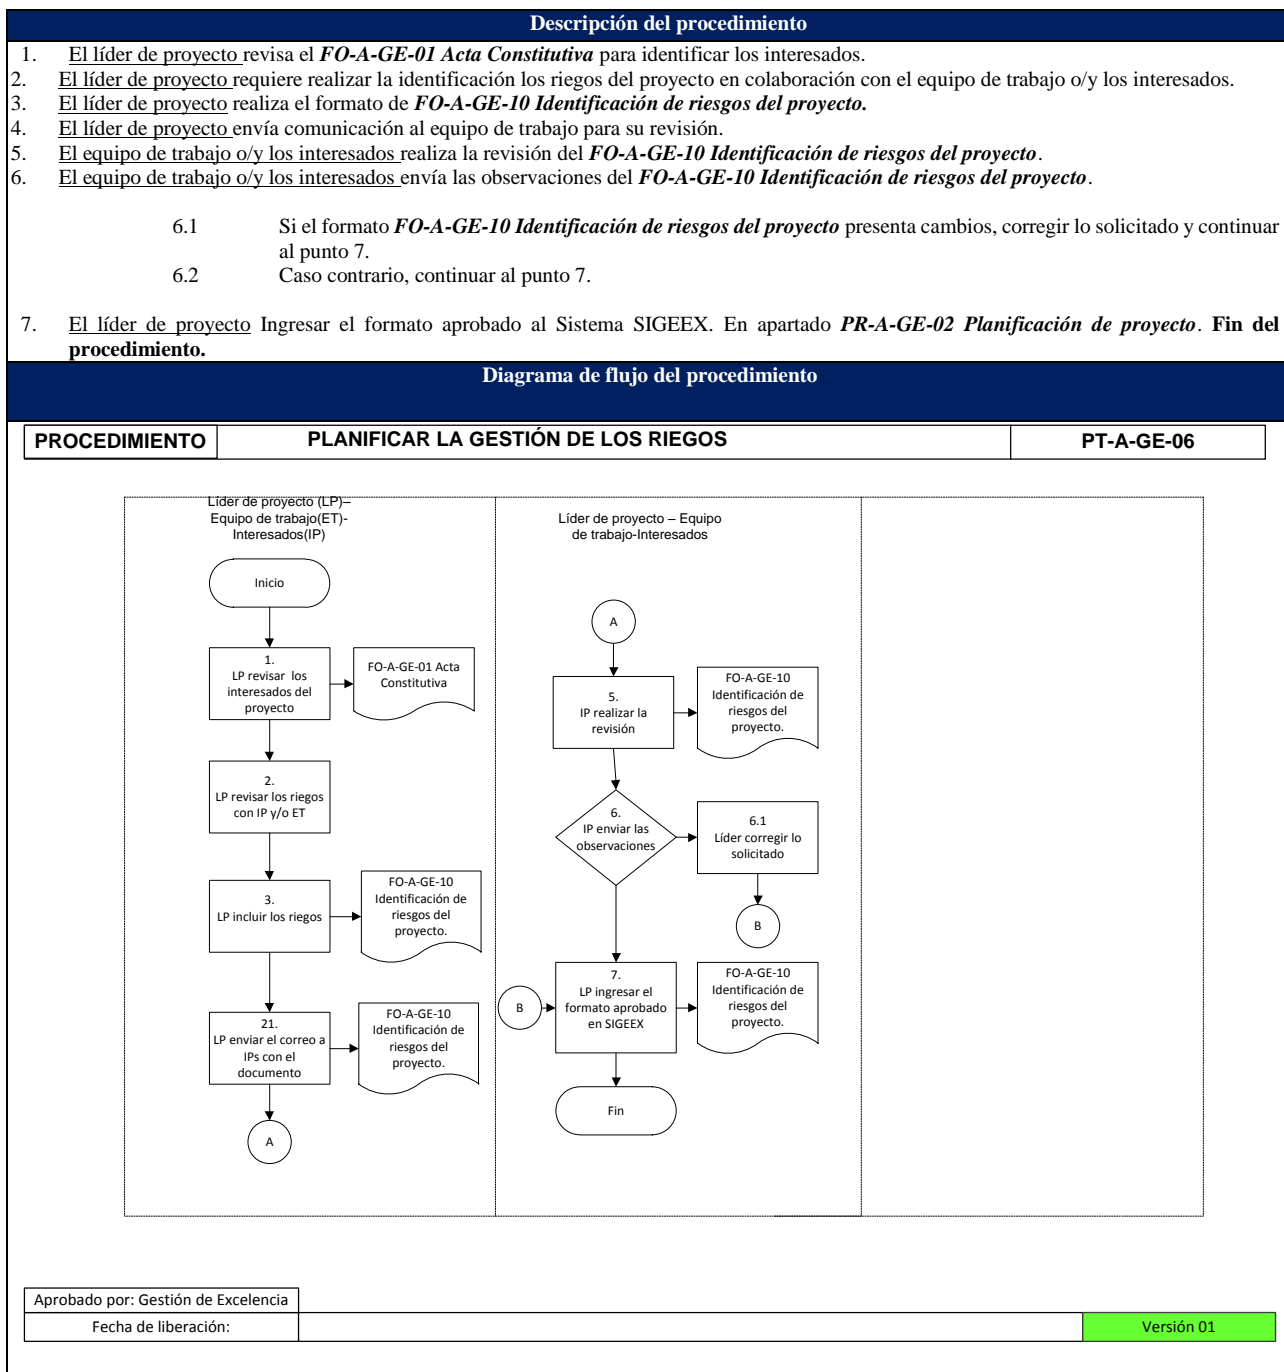 Descripción del procedimiento
1. El líder de proyecto revisa el FO-A-GE-01 Acta Constitutiva para identificar los interesados.
2. El líder de proyecto requiere realizar la identificación los riegos del proyecto en colaboración con el equipo de trabajo o/y los interesados.
3. El líder de proyecto realiza el formato de FO-A-GE-10 Identificación de riesgos del proyecto.
4. El líder de proyecto envía comunicación al equipo de trabajo para su revisión.
5. El equipo de trabajo o/y los interesados realiza la revisión del FO-A-GE-10 Identificación de riesgos del proyecto.
6. El equipo de trabajo o/y los interesados envía las observaciones del FO-A-GE-10 Identificación de riesgos del proyecto.
6.1 Si el formato FO-A-GE-10 Identificación de riesgos del proyecto presenta cambios, corregir lo solicitado y continuar
al punto 7.
6.2 Caso contrario, continuar al punto 7.
7. El líder de proyecto Ingresar el formato aprobado al Sistema SIGEEX. En apartado PR-A-GE-02 Planificación de proyecto. Fin del
procedimiento.
Diagrama de flujo del procedimiento
PROCEDIMIENTO
PLANIFICAR LA GESTIÓN DE LOS RIEGOS
PT-A-GE-06
Líder de proyecto (LP)–
Equipo de trabajo(ET)-
Interesados(IP)
Inicio
1.
LP revisar los
interesados del
proyecto
FO-A-GE-01 Acta
Constitutiva
2.
LP revisar los riegos
con IP y/o ET
3.
LP incluir los riegos
FO-A-GE-10
Identificación de
riesgos del
proyecto.
21.
LP enviar el correo a
IPs con el
documento
FO-A-GE-10
Identificación de
riesgos del
proyecto.
A
Líder de proyecto – Equipo
de trabajo-Interesados
A
5.
IP realizar la
revisión
FO-A-GE-10
Identificación de
riesgos del
proyecto.
6.
IP enviar las
observaciones
6.1
Líder corregir lo
solicitado
B
B
7.
LP ingresar el
formato aprobado
en SIGEEX
FO-A-GE-10
Identificación de
riesgos del
proyecto.
Fin
Aprobado por: Gestión de Excelencia
Fecha de liberación:
Versión 01